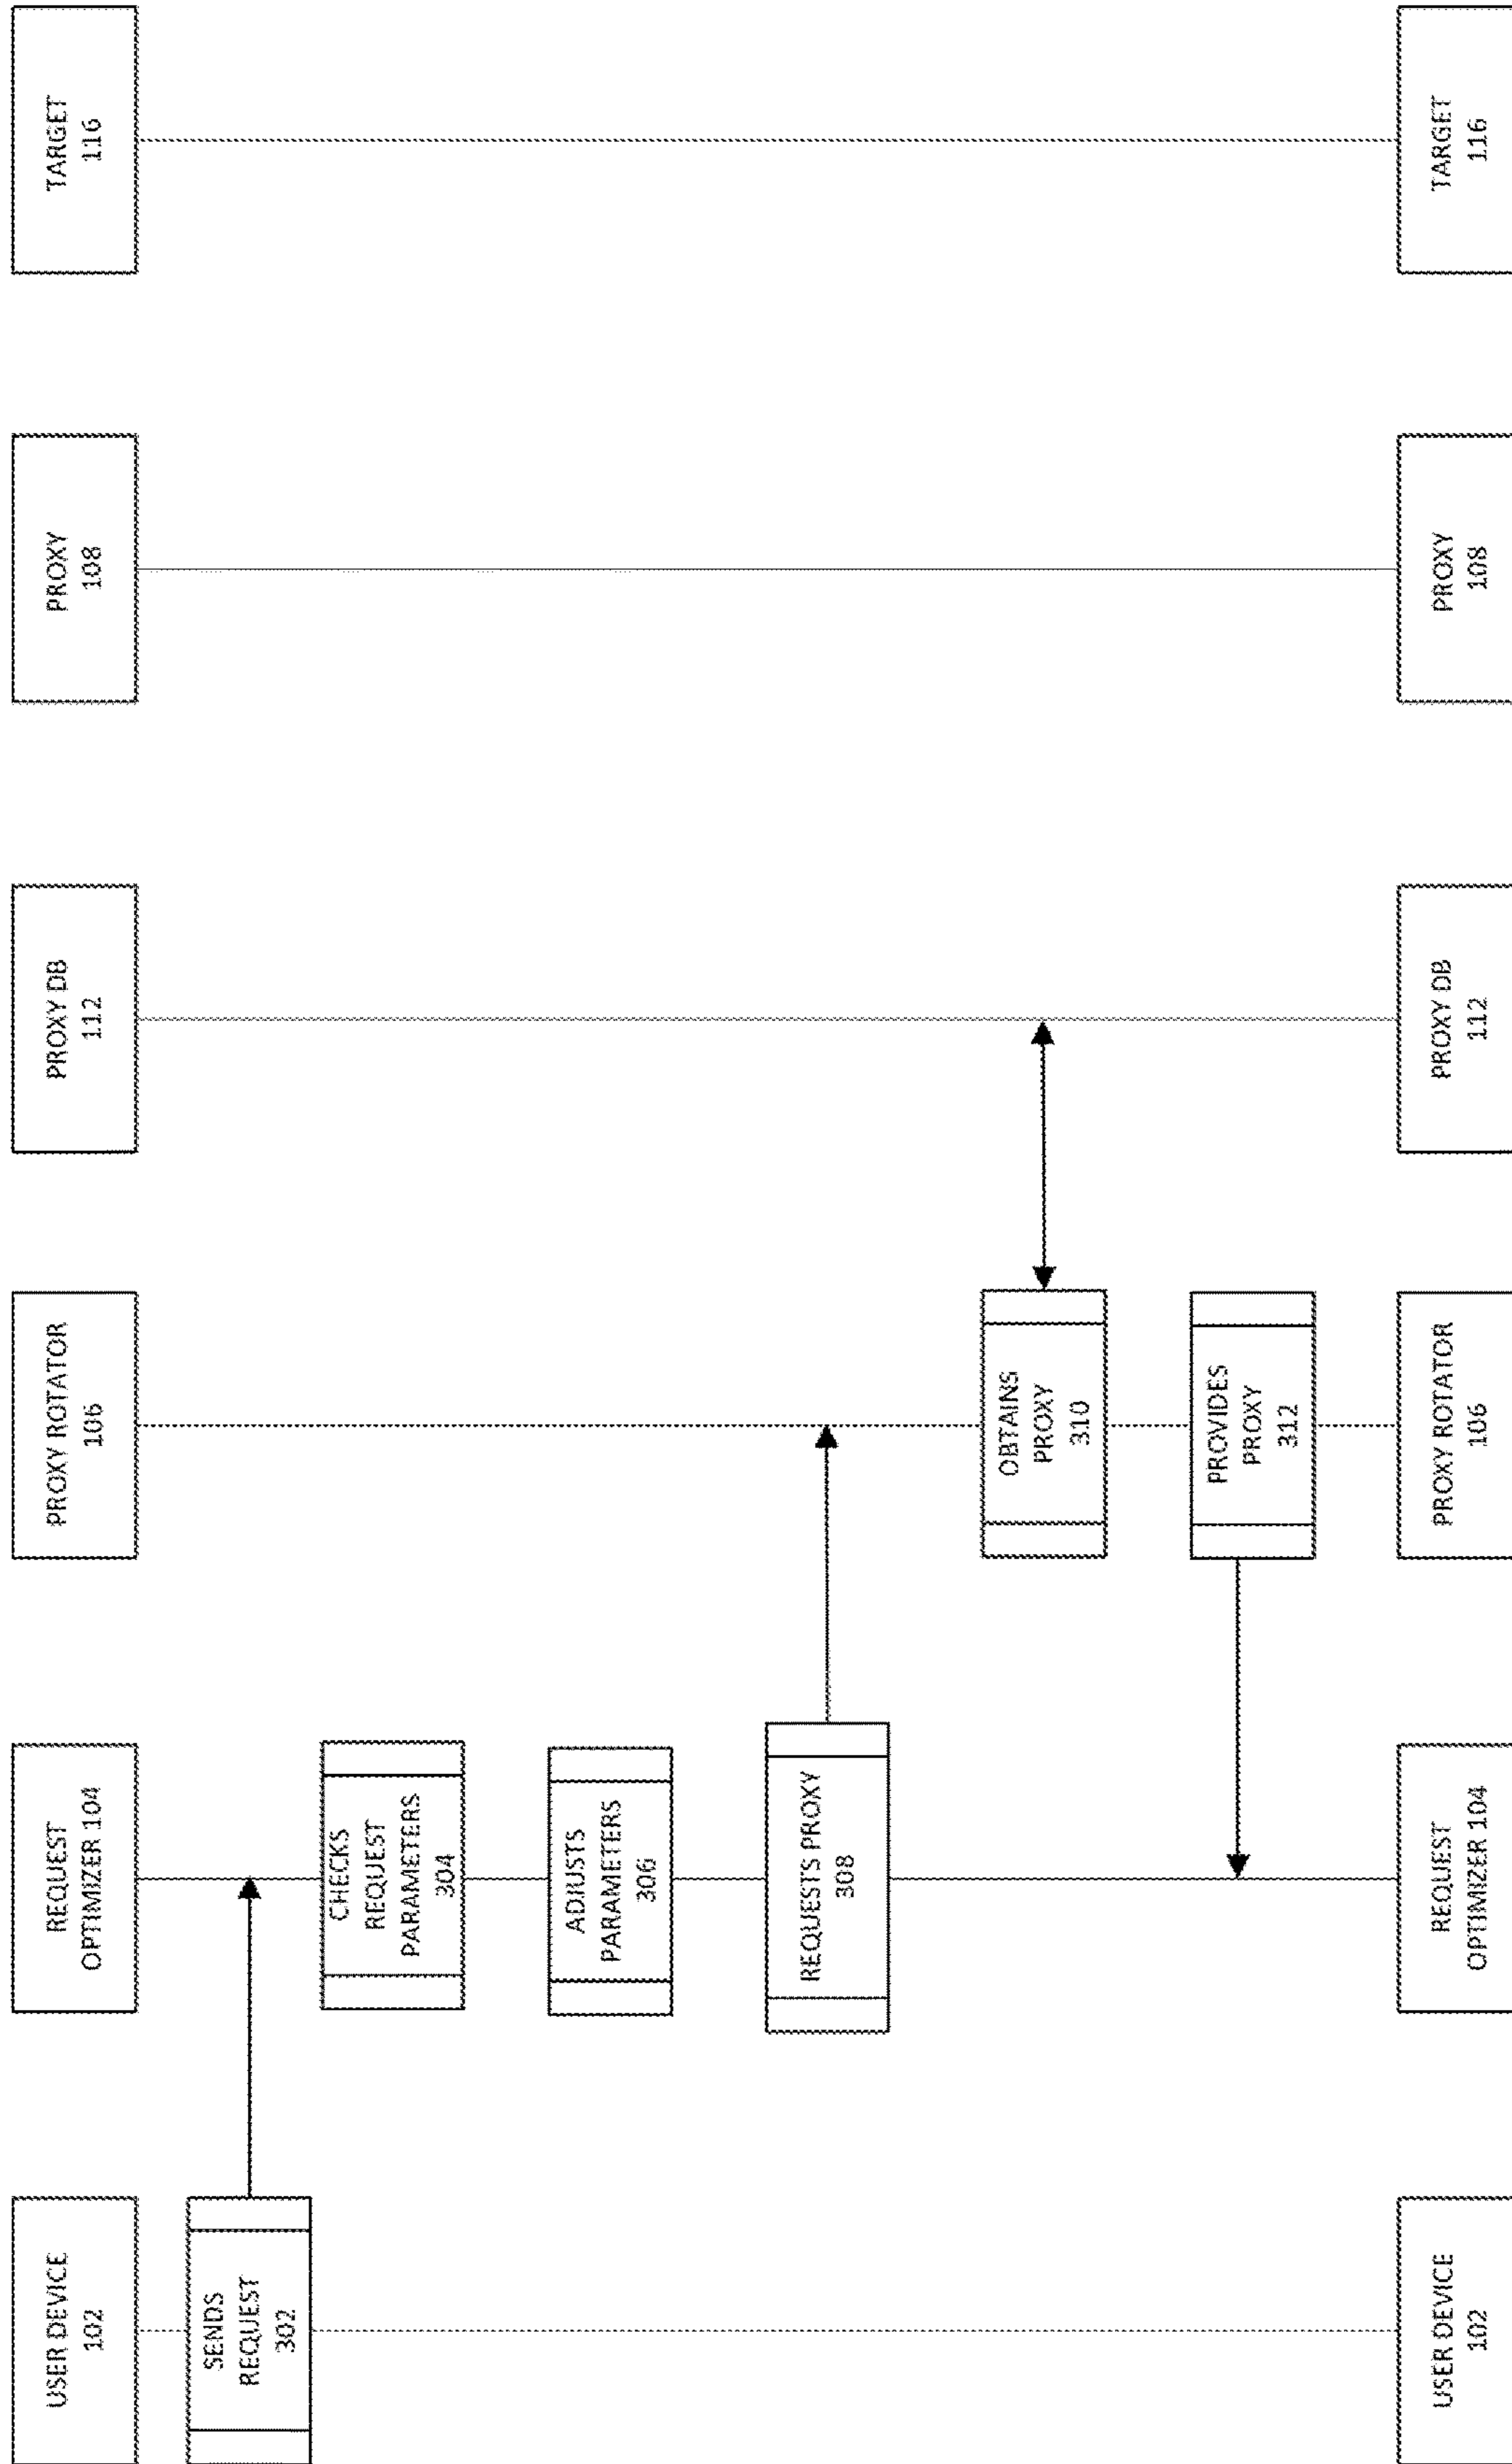 USER DEVICE
102
REQUEST
OPTIMIZER 104
PROXY ROTATOR
106
PROXY DB
112
PROXY
108
TARGET
116
SENDS
REQUEST
302
CHECKS
REQUEST
PARAMETERS
304
ADJUSTS
PARAMETERS
306
REQUESTS PROXY
308
OBTAINS
PROXY
310
PROVIDES
PROXY
312
USER DEVICE
102
REQUEST
OPTIMIZER 104
PROXY ROTATOR
106
PROXY DB
112
PROXY
108
TARGET
116